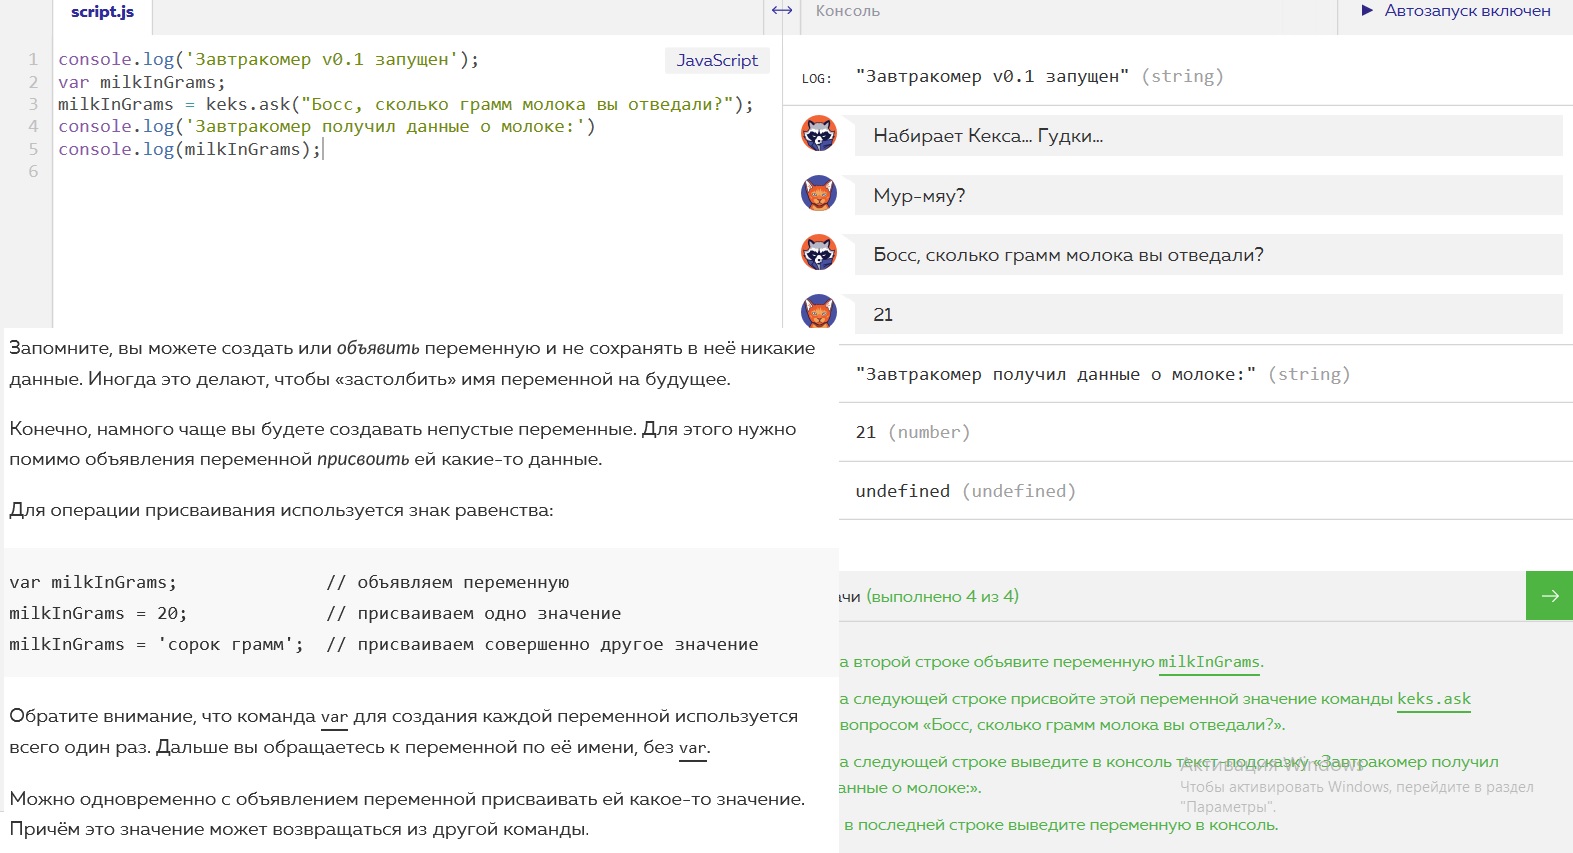 script.js
1 console.log('Завтракомер v0.1 запущен');
2 var milkInGrams;
3 milkInGrams = keks.ask("Босс, сколько грамм молока вы отведали?");
4 console.log('Завтракомер получил данные о молоке:')
5 console.log(milkInGrams);
6
JavaScript
Запомните, вы можете создать или объявить переменную и не сохранять в неё никакие
данные. Иногда это делают, чтобы «застолбить» имя переменной на будущее.
Конечно, намного чаще вы будете создавать непустые переменные. Для этого нужно
помимо объявления переменной присвоить ей какие-то данные.
Для операции присваивания используется знак равенства:
var milkInGrams; // объявляем переменную
milkInGrams = 20; // присваиваем одно значение
milkInGrams = 'сорок грамм'; // присваиваем совершенно другое значение
Обратите внимание, что команда var для создания каждой переменной используется
всего один раз. Дальше вы обращаетесь к переменной по её имени, без var.
Можно одновременно с объявлением переменной присваивать ей какое-то значение.
Причём это значение может возвращаться из другой команды.
Консоль
Автозапуск включен
LOG: "Завтракомер v0.1 запущен" (string)
Набирает Кекса... Гудки...
Мур-мяу?
Босс, сколько грамм молока вы отведали?
21
"Завтракомер получил данные о молоке:" (string)
21 (number)
undefined (undefined)
чи (выполнено 4 из 4)
а второй строке объявите переменную milkInGrams.
а следующей строке присвойте этой переменной значение команды keks.ask
вопросом «Босс, сколько грамм молока вы отведали?».
а следующей строке выведите в консоль текст-подсказку «Завтракомер получил
анные о молоке:».
в последней строке выведите переменную в консоль.
Активация Windows
Чтобы активировать Windows, перейдите в раздел
"Параметры".